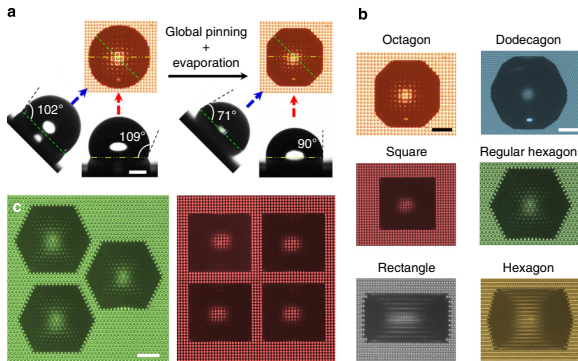 a
Global pinning
+
evaporation
102°
109°
71°
90°
b
Octagon
Dodecagon
Square
Regular hexagon
Rectangle
Hexagon
c